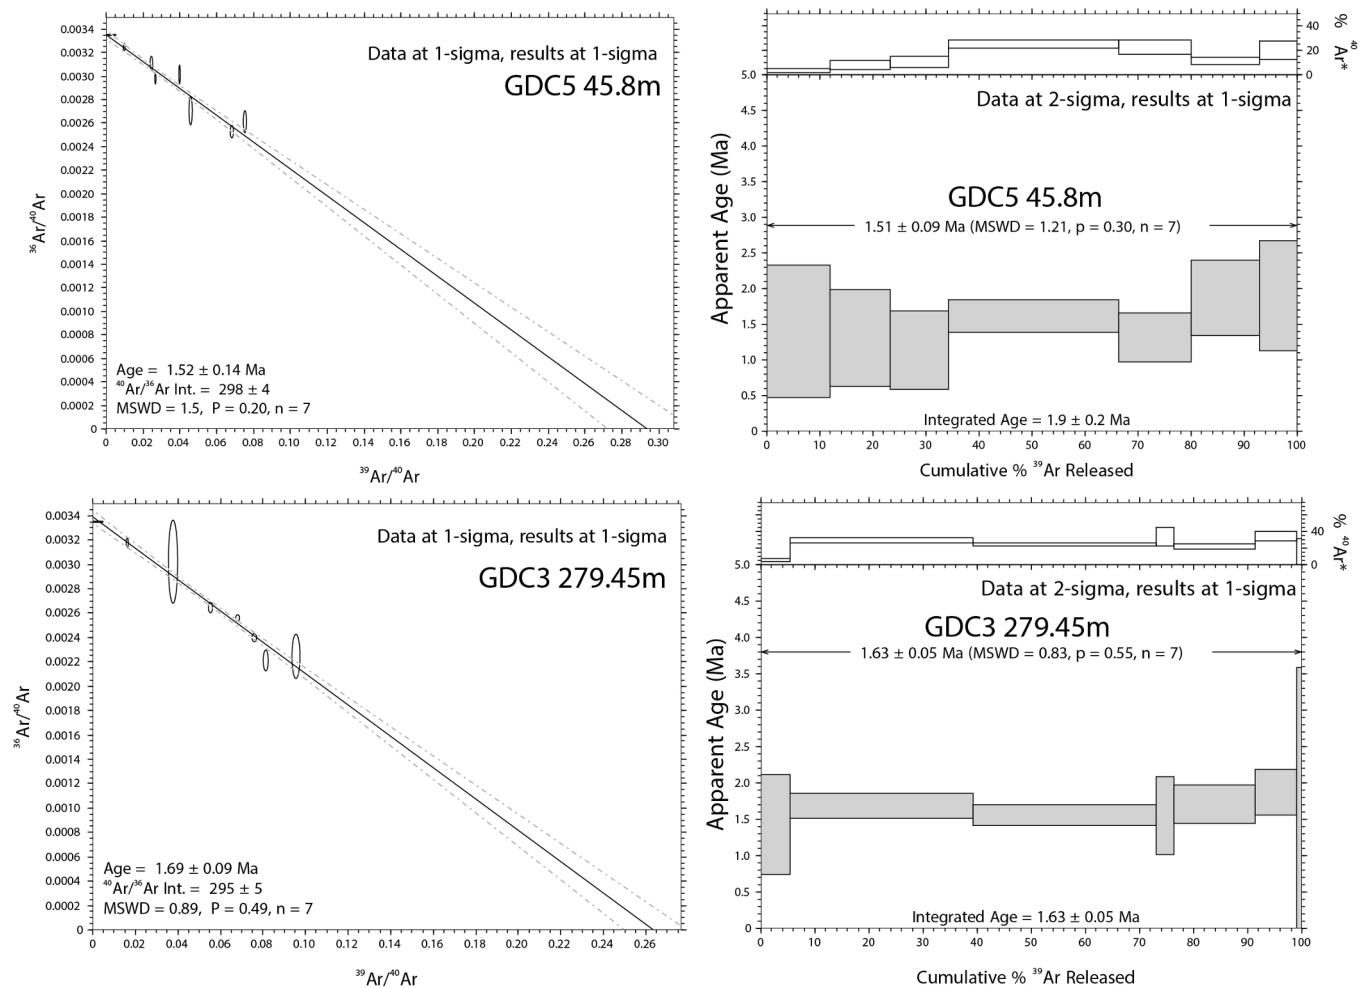 0.0034
0.0032
0.0030
0.0028
0.0026
0.0024
0.0022
0.0020
0.0018
0.0016
0.0014
0.0012
0.0010
0.0008
0.0006
0.0004
0.0002
0
³⁶Ar/⁴⁰Ar
Data at 1-sigma, results at 1-sigma
GDC5 45.8m
Age = 1.52 ± 0.14 Ma
⁴⁰Ar/³⁶Ar Int. = 298 ± 4
MSWD = 1.5, P = 0.20, n = 7
0 0.02 0.04 0.06 0.08 0.10 0.12 0.14 0.16 0.18 0.20 0.22 0.24 0.26 0.28 0.30
³⁹Ar/⁴⁰Ar
40
20
0
% ⁴⁰Ar*
5.0
4.5
4.0
3.5
3.0
2.5
2.0
1.5
1.0
0.5
0
Apparent Age (Ma)
Data at 2-sigma, results at 1-sigma
GDC5 45.8m
1.51 ± 0.09 Ma (MSWD = 1.21, p = 0.30, n = 7)
Integrated Age = 1.9 ± 0.2 Ma
0 10 20 30 40 50 60 70 80 90 100
Cumulative % ³⁹Ar Released
0.0034
0.0032
0.0030
0.0028
0.0026
0.0024
0.0022
0.0020
0.0018
0.0016
0.0014
0.0012
0.0010
0.0008
0.0006
0.0004
0.0002
0
³⁶Ar/⁴⁰Ar
Data at 1-sigma, results at 1-sigma
GDC3 279.45m
Age = 1.69 ± 0.09 Ma
⁴⁰Ar/³⁶Ar Int. = 295 ± 5
MSWD = 0.89, P = 0.49, n = 7
0 0.02 0.04 0.06 0.08 0.10 0.12 0.14 0.16 0.18 0.20 0.22 0.24 0.26
³⁹Ar/⁴⁰Ar
40
0
% ⁴⁰Ar*
5.0
4.5
4.0
3.5
3.0
2.5
2.0
1.5
1.0
0.5
0
Apparent Age (Ma)
Data at 2-sigma, results at 1-sigma
GDC3 279.45m
1.63 ± 0.05 Ma (MSWD = 0.83, p = 0.55, n = 7)
Integrated Age = 1.63 ± 0.05 Ma
0 10 20 30 40 50 60 70 80 90 100
Cumulative % ³⁹Ar Released